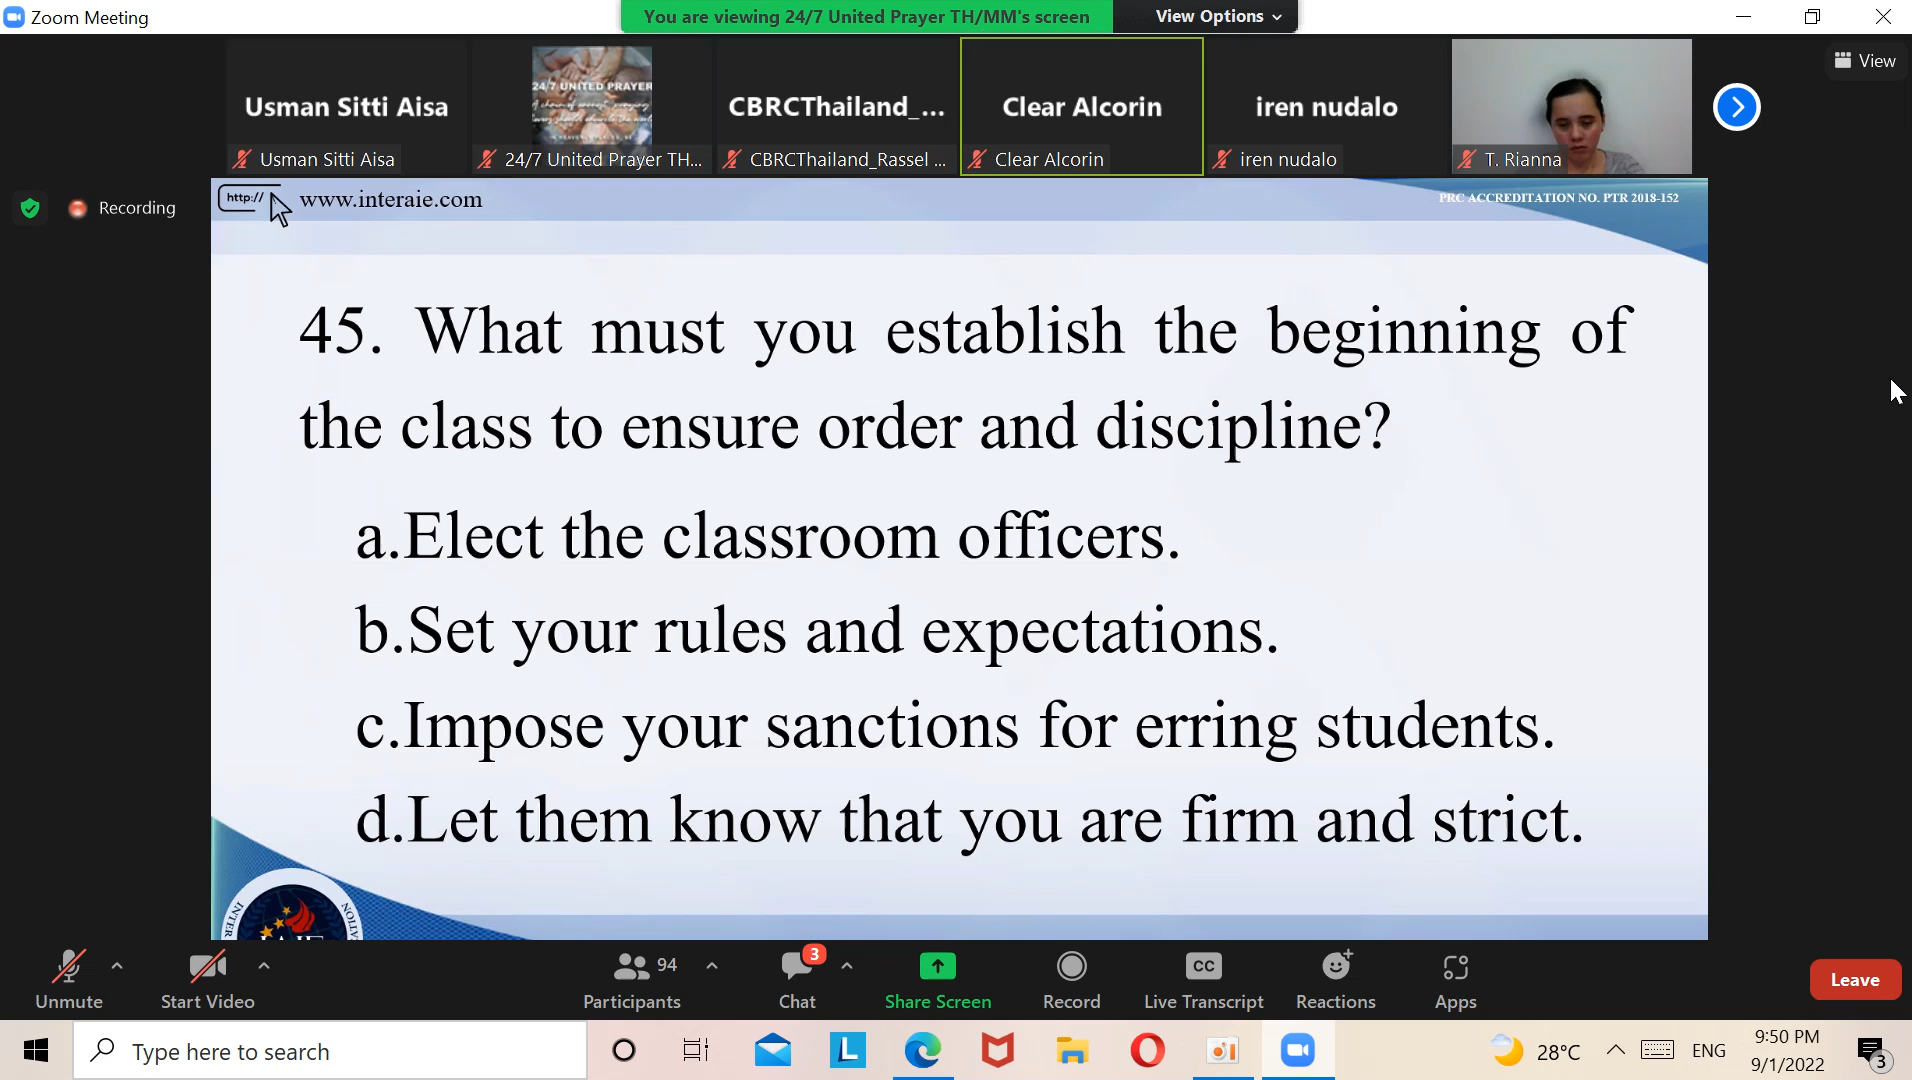 Zoom Meeting
You are viewing 24/7 United Prayer TH/MM's screen
View Options
Usman Sitti Aisa
24/7 UNITED PRAYER
CBRCThailand_...
Clear Alcorin
iren nudalo
View
Usman Sitti Aisa
24/7 United Prayer TH...
CBRCThailand_Rassel ...
Clear Alcorin
iren nudalo
T. Rianna
Recording
http://
www.interaie.com
PRC ACCREDITATION NO. PTR 2018-152
45. What must you establish the beginning of
the class to ensure order and discipline?
a.Elect the classroom officers.
b.Set your rules and expectations.
c.Impose your sanctions for erring students.
d.Let them know that you are firm and strict.
94
3
CC
Unmute
Start Video
Participants
Chat
Share Screen
Record
Live Transcript
Reactions
Apps
Leave
Type here to search
L
28°C
ENG
9:50 PM
9/1/2022
3